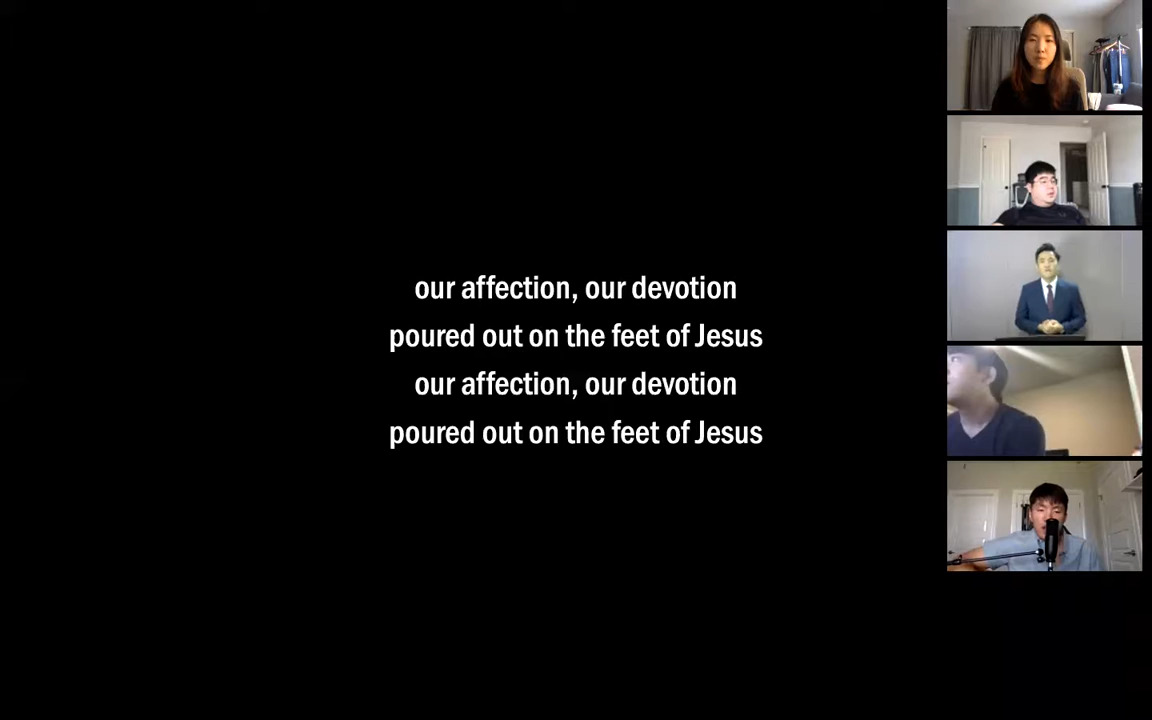 our affection, our devotion
poured out on the feet of Jesus
our affection, our devotion
poured out on the feet of Jesus